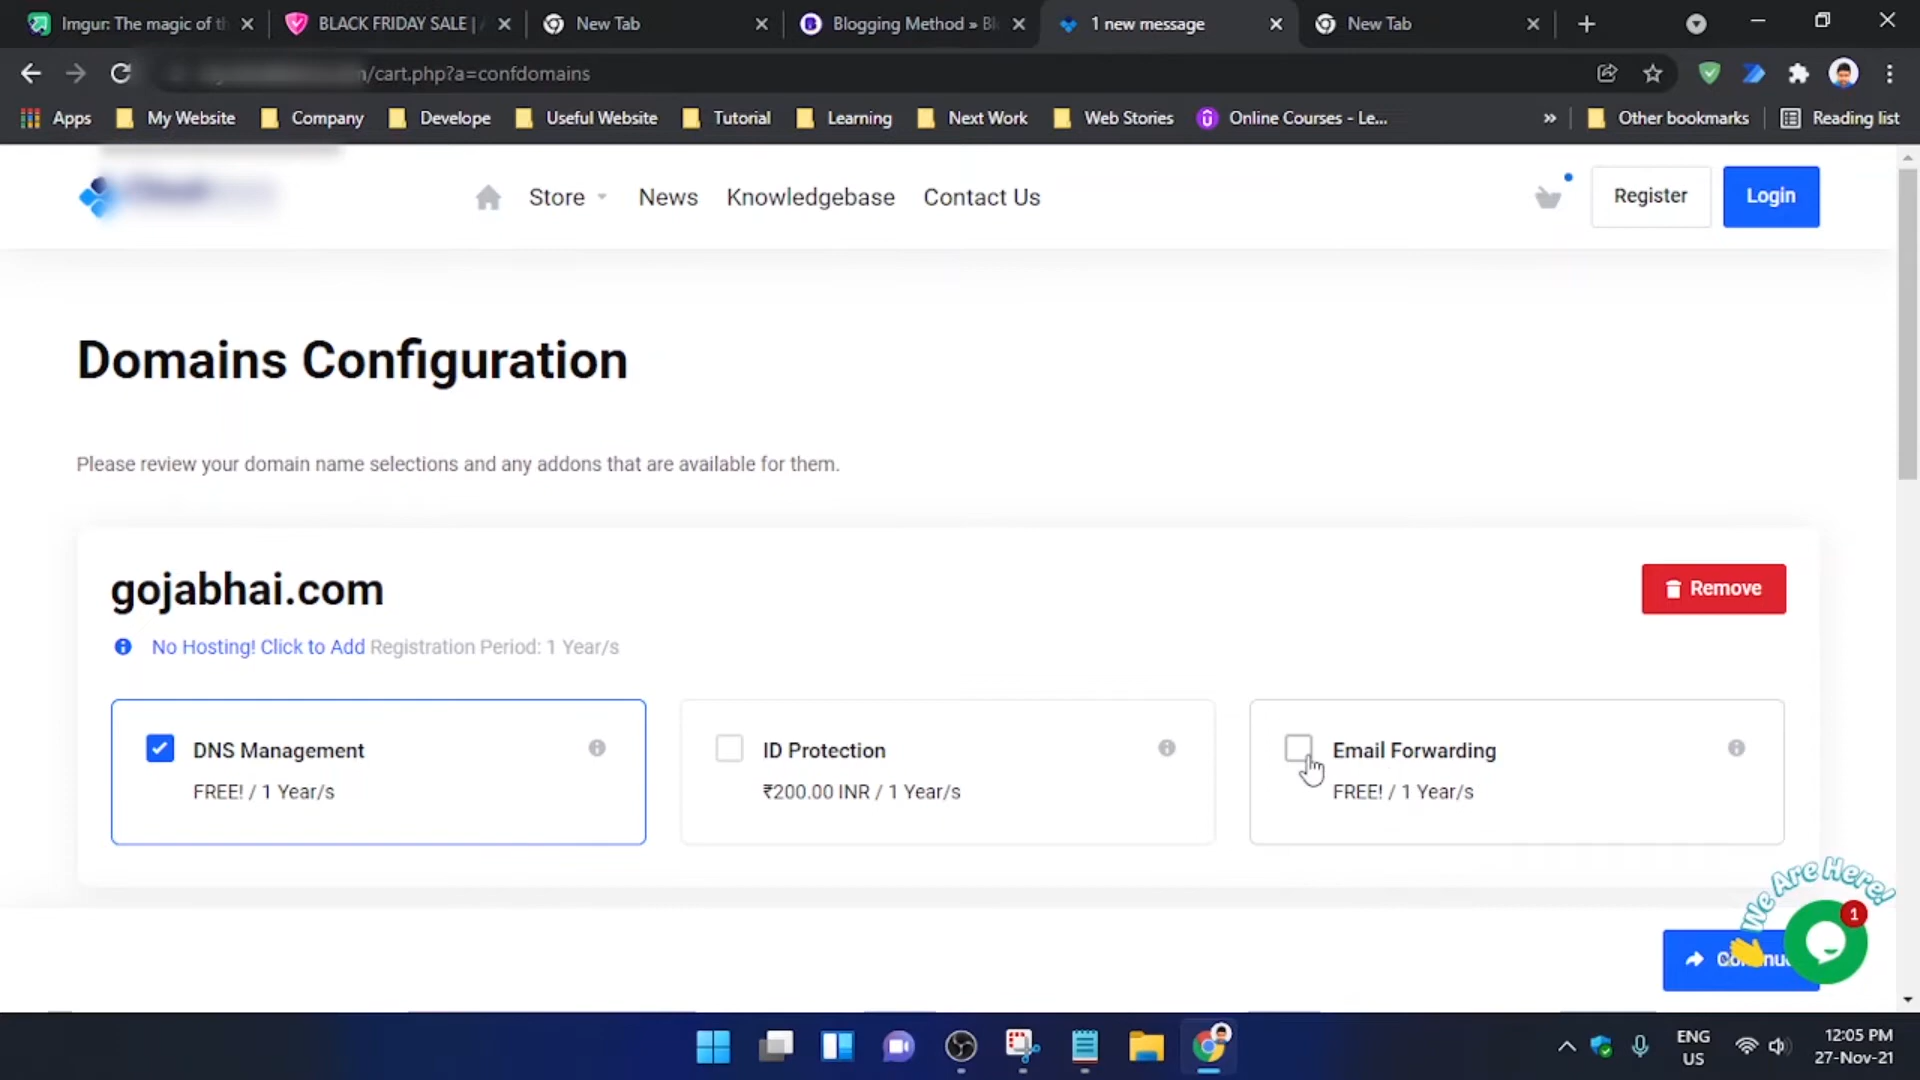 Imgur: The magic of th
BLACK FRIDAY SALE |
New Tab
Blogging Method » Bl
1 new message
New Tab
/cart.php?a=confdomains
Apps
My Website
Company
Develope
Useful Website
Tutorial
Learning
Next Work
Web Stories
Online Courses - Le...
»
Other bookmarks
Reading list
Store
News
Knowledgebase
Contact Us
Register
Login
Domains Configuration
Please review your domain name selections and any addons that are available for them.
gojabhai.com
Remove
No Hosting! Click to Add Registration Period: 1 Year/s
DNS Management
FREE! / 1 Year/s
ID Protection
₹200.00 INR / 1 Year/s
Email Forwarding
FREE! / 1 Year/s
We Are Here!
1
ENG
US
12:05 PM
27-Nov-21